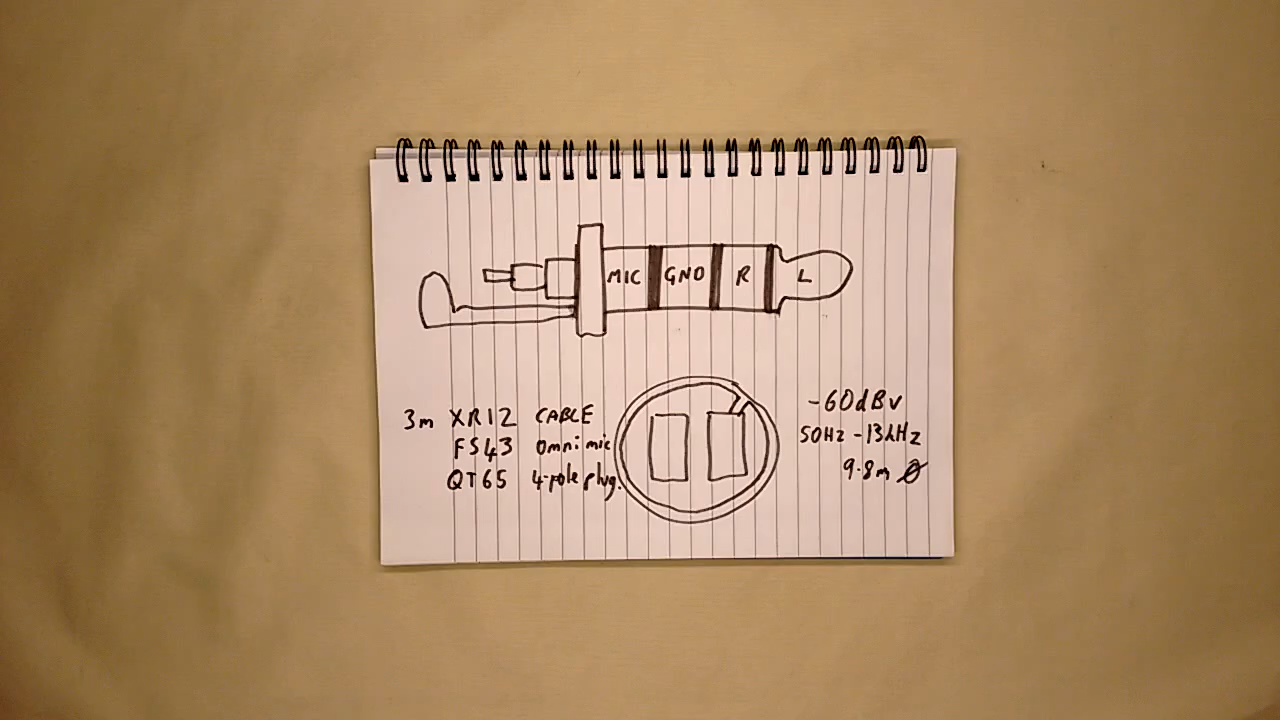 MIC GND R L
3m XR12 CABLE
FS43 Omni mic
QT65 4-pole plug.
-60dBv
50Hz -13kHz
9.8m Ø